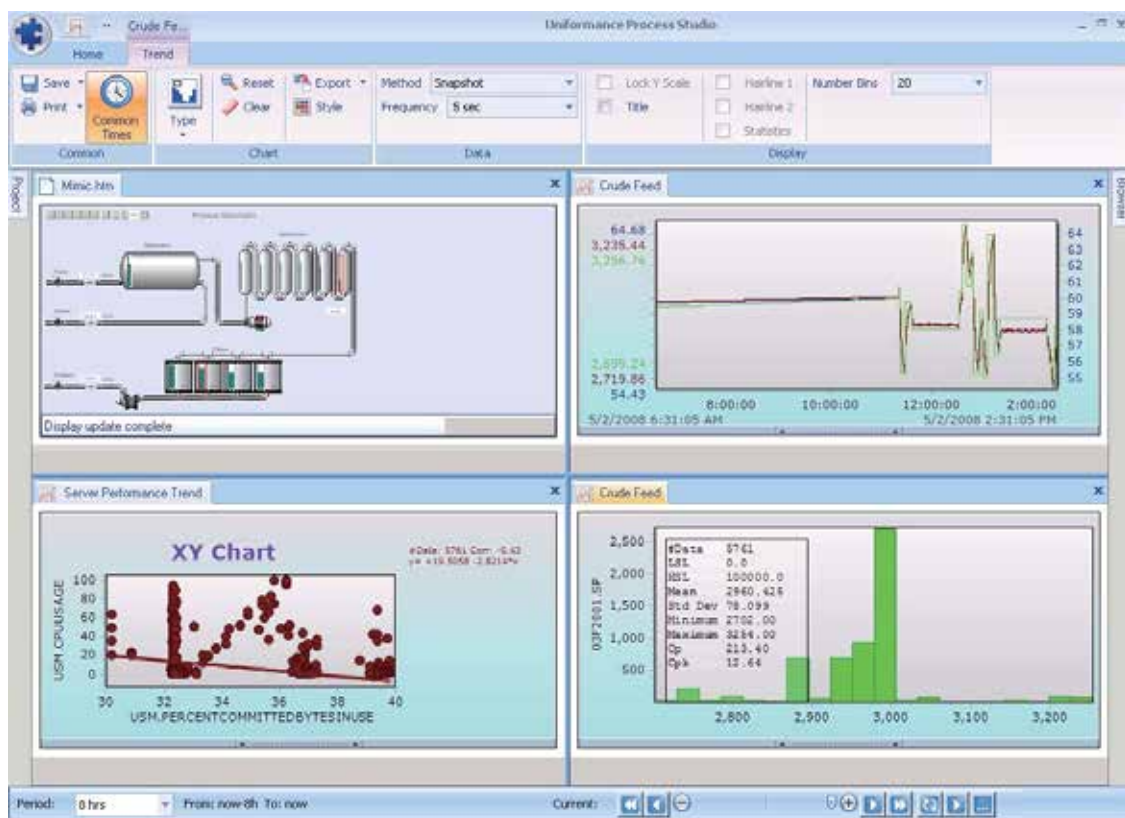 Crude Fe...
Uniformance Process Studio
Home Trend
Save Reset Export Method Snapshot Lock Y Scale Hairline 1 Number Bins 20
Print Common Times Type Clear Style Frequency 5 sec Title Hairline 2
Statistics
Common Chart Data Display
Project
Browser
Mimic.htm
Display update complete
Crude Feed
64.68
3,235.44
3,256.76
2,719.86
54.43
64
63
62
61
60
59
58
57
56
55
8:00:00 10:00:00 12:00:00 2:00:00
5/2/2008 6:31:05 AM 5/2/2008 2:31:05 PM
Server Performance Trend
XY Chart
#Data: 5761 Corr
USM.CPUUSAGE
100
80
60
40
20
0
30 32 34 36 38 40
USM.PERCENTCOMMITTEDBYTESINUSE
Crude Feed
2,500
2,000
1,500
1,000
500
#Data 5761
LSL 0.0
HSL 100000.0
Mean 2960.425
Std Dev 78.099
Minimum 2702.00
Maximum 3254.00
Cp 213.40
Cpk 12.64
2,800 2,900 3,000 3,100 3,200
Period: 8 hrs From: now-8h To: now Current: